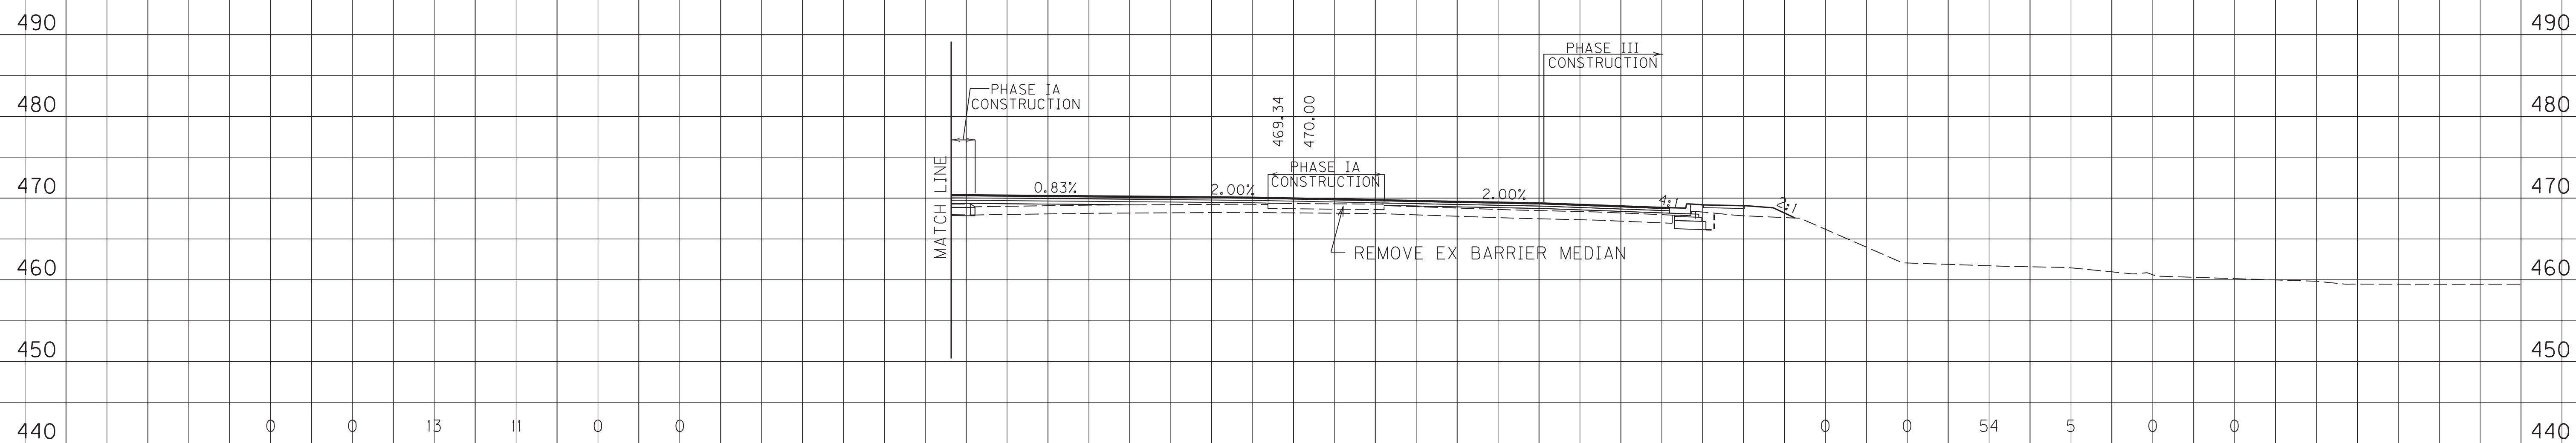 490 490
PHASE III
CONSTRUCTION
PHASE IA
CONSTRUCTION
480 480
469.34
470.00
MATCH LINE
PHASE IA
CONSTRUCTION
470 0.83% 2.00% 2.00% 4:1 2:1 470
REMOVE EX BARRIER MEDIAN
460 460
450 450
0 0 13 11 0 0 0 0 54 5 0 0
440 440